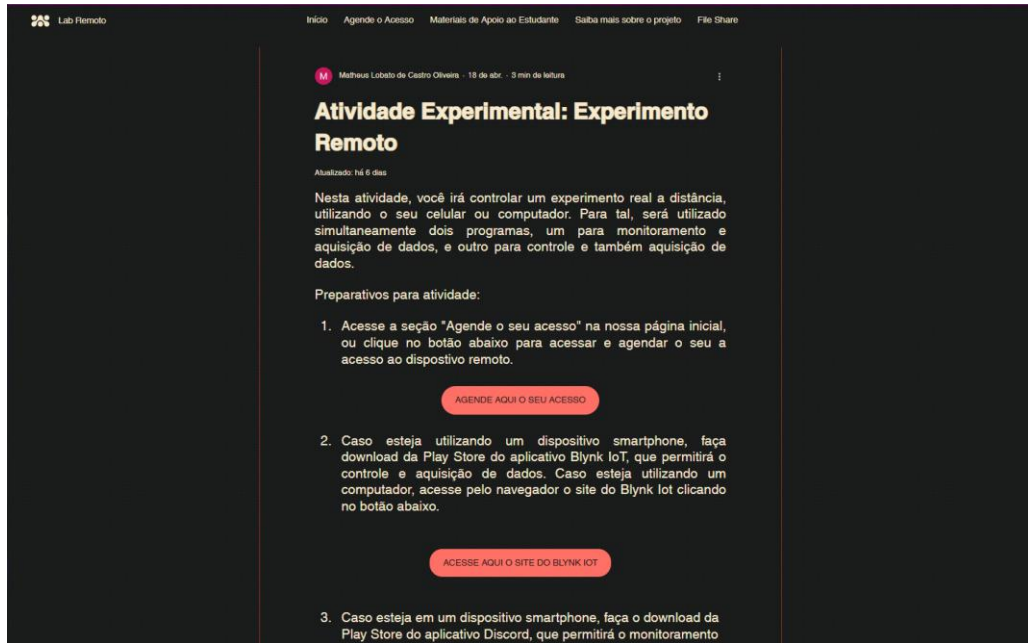 Lab Remoto
Início Agende o Acesso Materiais de Apoio ao Estudante Saiba mais sobre o projeto File Share
M Matheus Lobato de Castro Oliveira · 18 de abr. · 3 min de leitura
Atividade Experimental: Experimento
Remoto
Atualizado: há 6 dias
Nesta atividade, você irá controlar um experimento real a distância,
utilizando o seu celular ou computador. Para tal, será utilizado
simultaneamente dois programas, um para monitoramento e
aquisição de dados, e outro para controle e também aquisição de
dados.
Preparativos para atividade:
1. Acesse a seção "Agende o seu acesso" na nossa página inicial,
ou clique no botão abaixo para acessar e agendar o seu a
acesso ao dispostivo remoto.
AGENDE AQUI O SEU ACESSO
2. Caso esteja utilizando um dispositivo smartphone, faça
download da Play Store do aplicativo Blynk IoT, que permitirá o
controle e aquisição de dados. Caso esteja utilizando um
computador, acesse pelo navegador o site do Blynk Iot clicando
no botão abaixo.
ACESSE AQUI O SITE DO BLYNK IOT
3. Caso esteja em um dispositivo smartphone, faça o download da
Play Store do aplicativo Discord, que permitirá o monitoramento